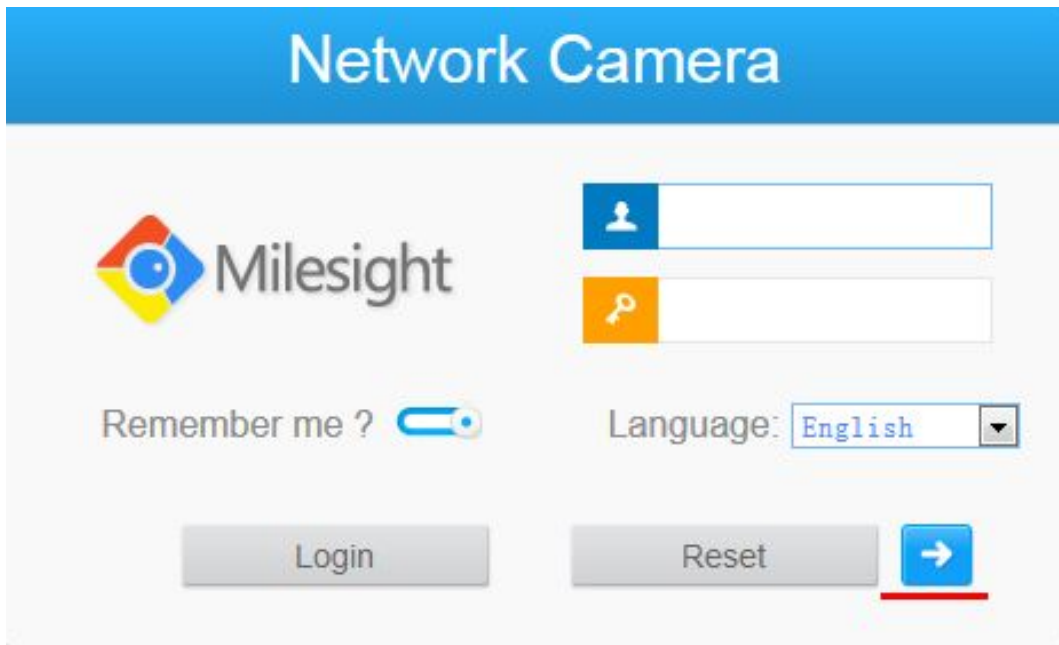 Network Camera
Milesight
Remember me ?
Language: English
Login
Reset